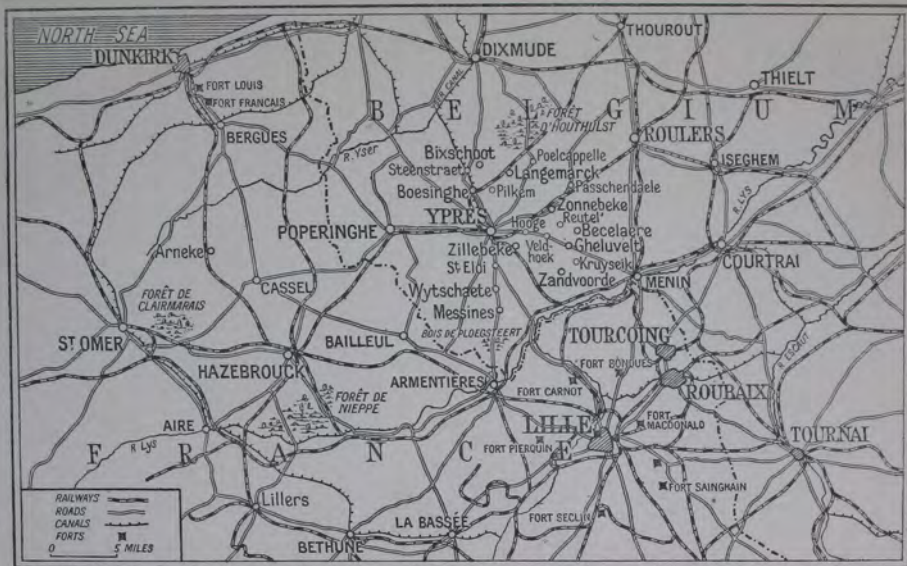 NORTH SEA
DUNKIRK
FORT LOUIS
FORT FRANCAIS
BERGUES
DIXMUDE
THOUROUT
THIELT
B E L G I U M
FORÊT
D'HOUTHULST
ROULERS
ISEGHEM
R. Yser
Bixschoot
Steenstraet
Poelcappelle
Langemarck
Boesinghe
Pilkem
Passchendaele
Zonnebeke
YPRES
Hooge
Reutel
Becelaere
POPERINGHE
Zillebeke
Veld-
hoek
Gheluvelt
St Eloi
Kruyseik
Zandvoorde
R. LYS
COURTRAI
MENIN
Arneke
CASSEL
Wytschaete
Messines
BOIS DE PLOEGSTEERT
FORÊT DE
CLAIRMARAIS
ST OMER
BAILLEUL
HAZEBROUCK
TOURCOING
FORT BONDUES
R. ESCAUT
ARMENTIÈRES
FORT CARNOT
ROUBAIX
FORÊT
DE
NIEPPE
AIRE
R LYS
LILLE
FORT
MACDONALD
FORT PIERQUIN
TOURNAI
F R A N C E
FORT SAINGHAIN
Lillers
LA BASSÉE
FORT SECLIN
BETHUNE
RAILWAYS
ROADS
CANALS
FORTS
0 5 MILES